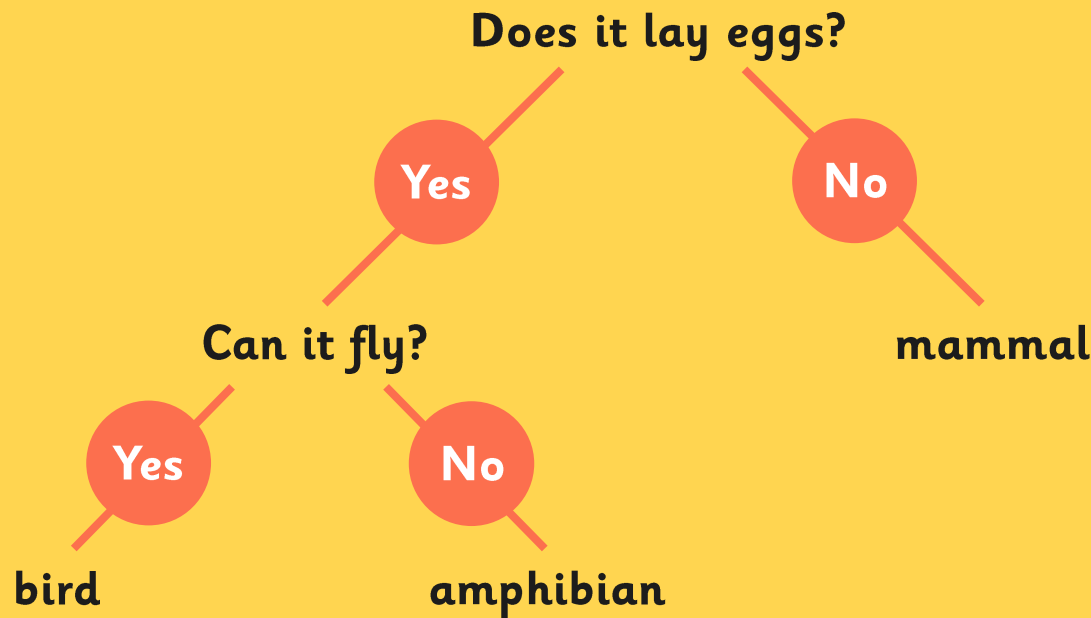 Does it lay eggs?
Yes
No
Can it fly?
mammal
Yes
No
bird
amphibian